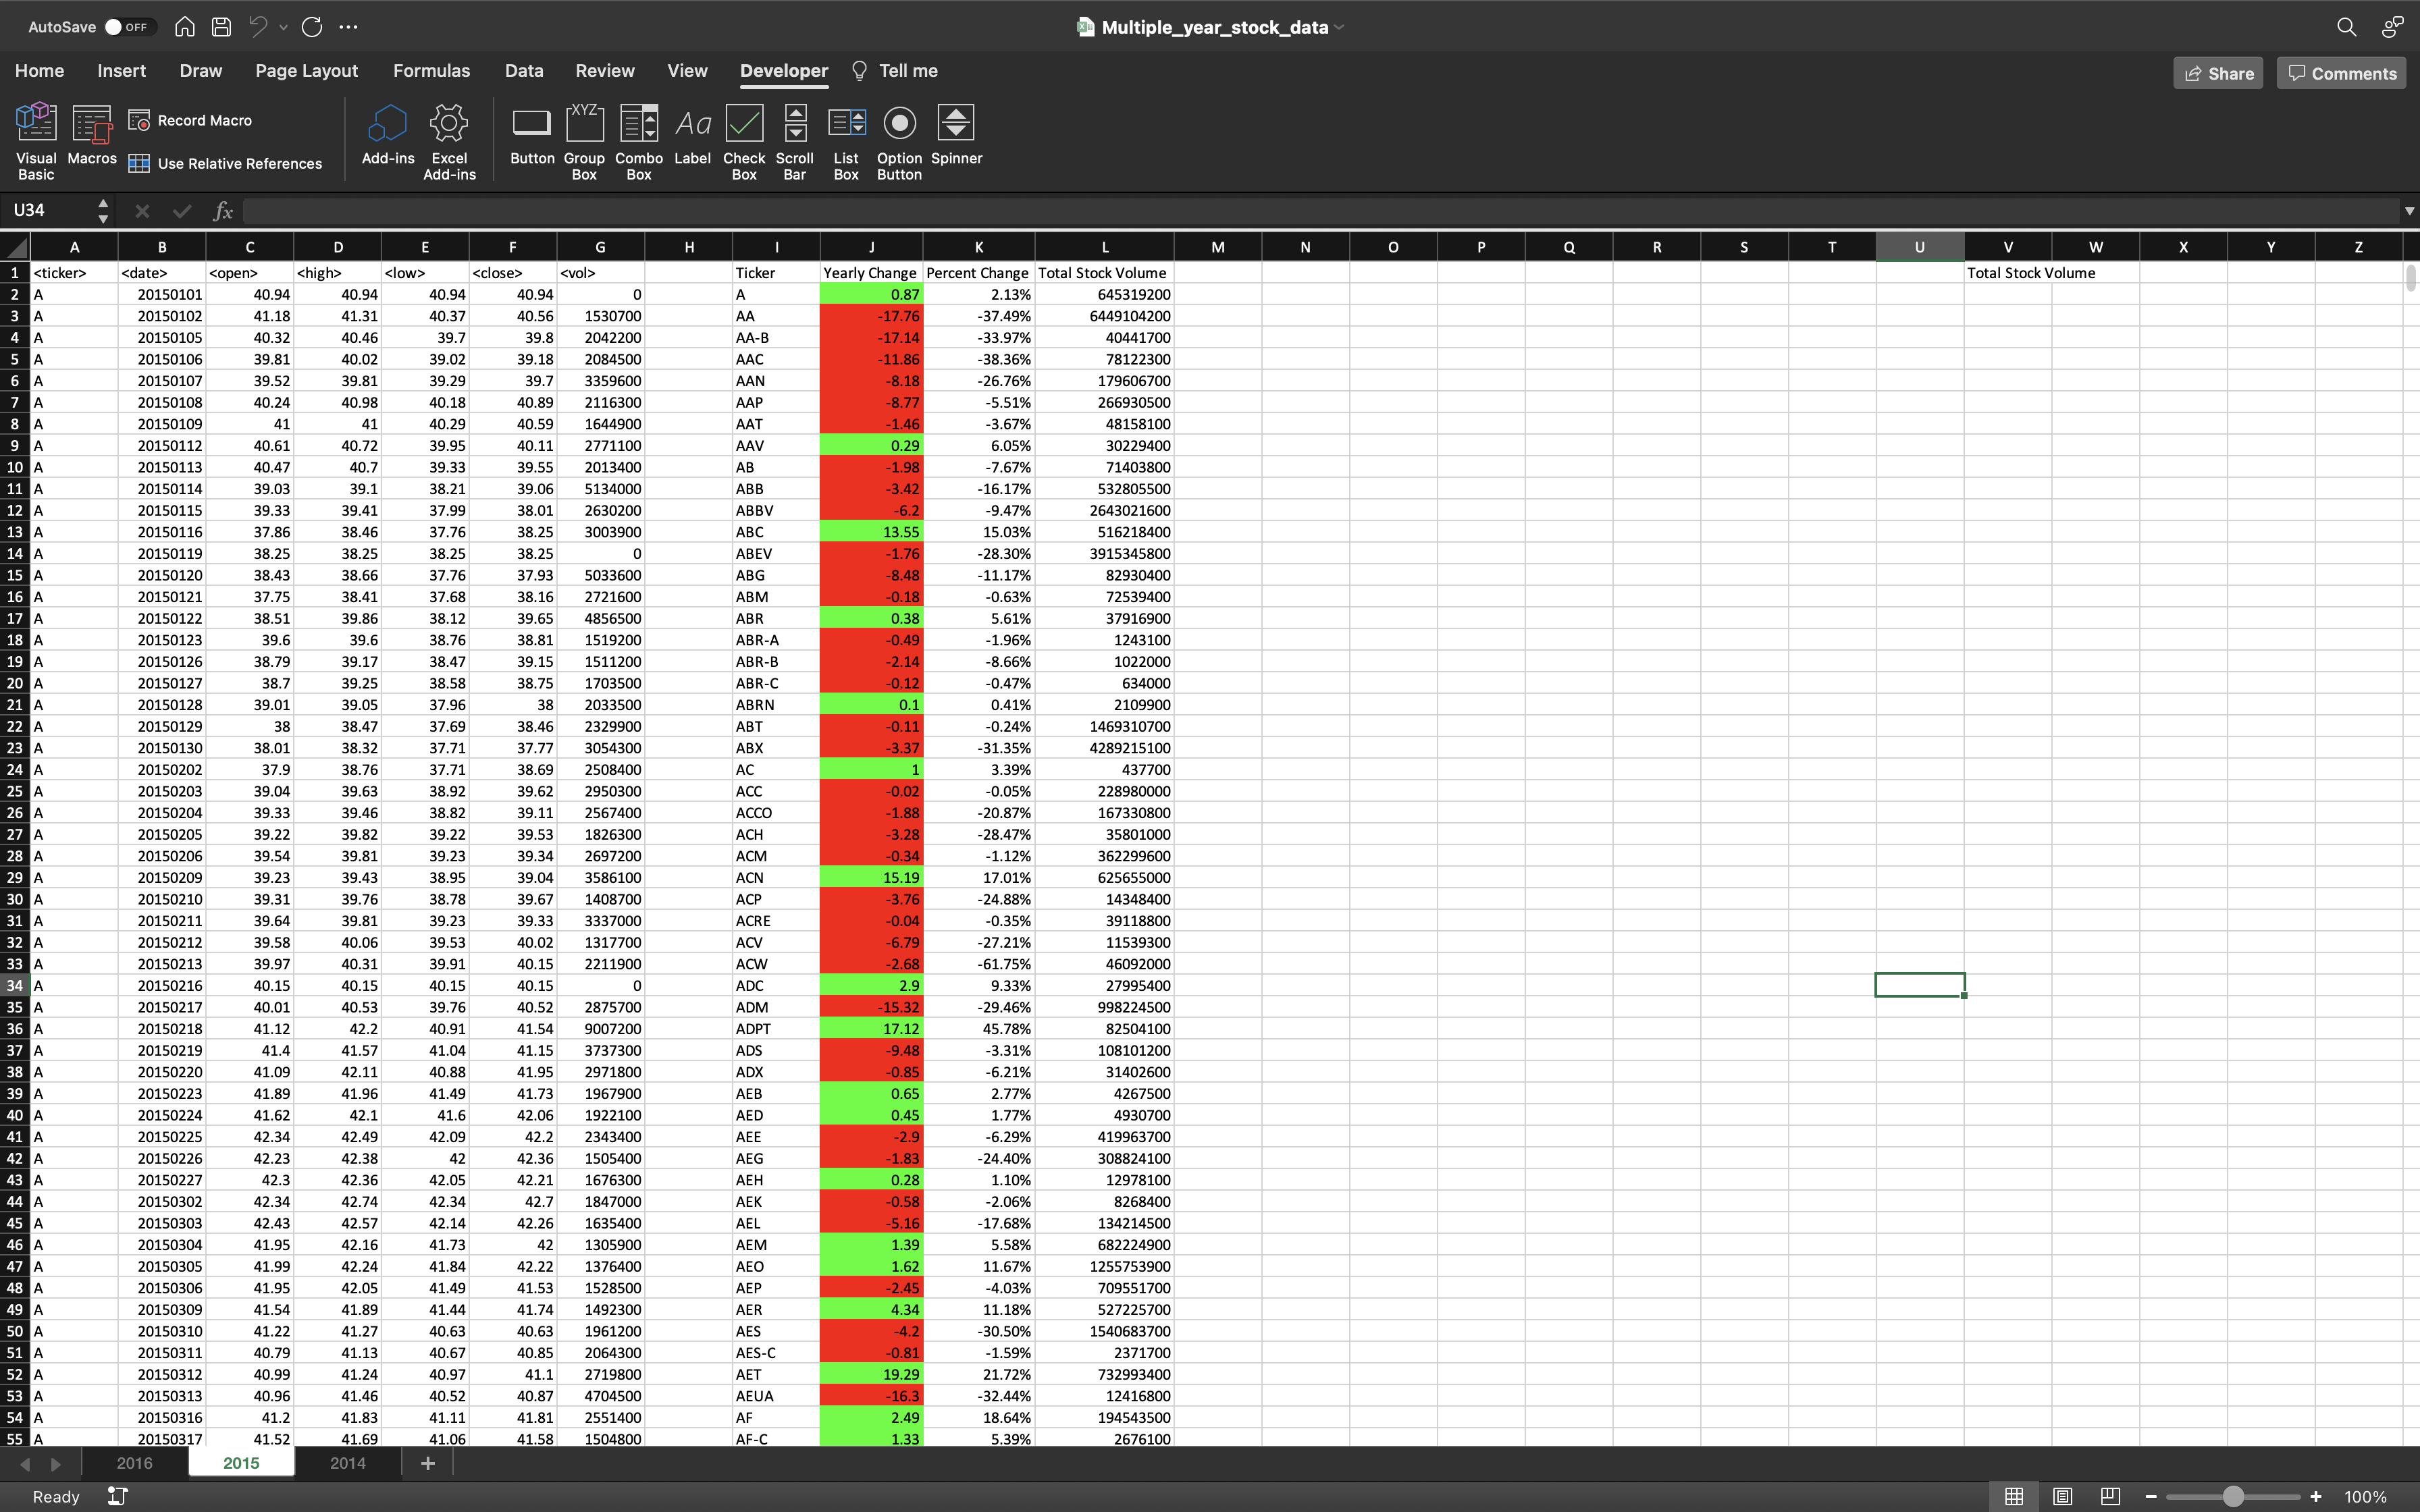 AutoSave OFF Multiple_year_stock_data
Home Insert Draw Page Layout Formulas Data Review View Developer Tell me Share Comments
Visual Basic Macros Record Macro Use Relative References Add-ins Excel Add-ins Button Group Box XYZ Combo Box Aa Label Check Box Scroll Bar List Box Option Button Spinner
U34 fx
A B C D E F G H I J K L M N O P Q R S T U V W X Y Z
1 <ticker> <date> <open> <high> <low> <close> <vol> Ticker Yearly Change Percent Change Total Stock Volume Total Stock Volume
2 A 20150101 40.94 40.94 40.94 40.94 0 A 0.87 2.13% 645319200
3 A 20150102 41.18 41.31 40.37 40.56 1530700 AA -17.76 -37.49% 6449104200
4 A 20150105 40.32 40.46 39.7 39.8 2042200 AA-B -17.14 -33.97% 40441700
5 A 20150106 39.81 40.02 39.02 39.18 2084500 AAC -11.86 -38.36% 78122300
6 A 20150107 39.52 39.81 39.29 39.7 3359600 AAN -8.18 -26.76% 179606700
7 A 20150108 40.24 40.98 40.18 40.89 2116300 AAP -8.77 -5.51% 266930500
8 A 20150109 41 41 40.29 40.59 1644900 AAT -1.46 -3.67% 48158100
9 A 20150112 40.61 40.72 39.95 40.11 2771100 AAV 0.29 6.05% 30229400
10 A 20150113 40.47 40.7 39.33 39.55 2013400 AB -1.98 -7.67% 71403800
11 A 20150114 39.03 39.1 38.21 39.06 5134000 ABB -3.42 -16.17% 532805500
12 A 20150115 39.33 39.41 37.99 38.01 2630200 ABBV -6.2 -9.47% 2643021600
13 A 20150116 37.86 38.46 37.76 38.25 3003900 ABC 13.55 15.03% 516218400
14 A 20150119 38.25 38.25 38.25 38.25 0 ABEV -1.76 -28.30% 3915345800
15 A 20150120 38.43 38.66 37.76 37.93 5033600 ABG -8.48 -11.17% 82930400
16 A 20150121 37.75 38.41 37.68 38.16 2721600 ABM -0.18 -0.63% 72539400
17 A 20150122 38.51 39.86 38.12 39.65 4856500 ABR 0.38 5.61% 37916900
18 A 20150123 39.6 39.6 38.76 38.81 1519200 ABR-A -0.49 -1.96% 1243100
19 A 20150126 38.79 39.17 38.47 39.15 1511200 ABR-B -2.14 -8.66% 1022000
20 A 20150127 38.7 39.25 38.58 38.75 1703500 ABR-C -0.12 -0.47% 634000
21 A 20150128 39.01 39.05 37.96 38 2033500 ABRN 0.1 0.41% 2109900
22 A 20150129 38 38.47 37.69 38.46 2329900 ABT -0.11 -0.24% 1469310700
23 A 20150130 38.01 38.32 37.71 37.77 3054300 ABX -3.37 -31.35% 4289215100
24 A 20150202 37.9 38.76 37.71 38.69 2508400 AC 1 3.39% 437700
25 A 20150203 39.04 39.63 38.92 39.62 2950300 ACC -0.02 -0.05% 228980000
26 A 20150204 39.33 39.46 38.82 39.11 2567400 ACCO -1.88 -20.87% 167330800
27 A 20150205 39.22 39.82 39.22 39.53 1826300 ACH -3.28 -28.47% 35801000
28 A 20150206 39.54 39.81 39.23 39.34 2697200 ACM -0.34 -1.12% 362299600
29 A 20150209 39.23 39.43 38.95 39.04 3586100 ACN 15.19 17.01% 625655000
30 A 20150210 39.31 39.76 38.78 39.67 1408700 ACP -3.76 -24.88% 14348400
31 A 20150211 39.64 39.81 39.23 39.33 3337000 ACRE -0.04 -0.35% 39118800
32 A 20150212 39.58 40.06 39.53 40.02 1317700 ACV -6.79 -27.21% 11539300
33 A 20150213 39.97 40.31 39.91 40.15 2211900 ACW -2.68 -61.75% 46092000
34 A 20150216 40.15 40.15 40.15 40.15 0 ADC 2.9 9.33% 27995400
35 A 20150217 40.01 40.53 39.76 40.52 2875700 ADM -15.32 -29.46% 998224500
36 A 20150218 41.12 42.2 40.91 41.54 9007200 ADPT 17.12 45.78% 82504100
37 A 20150219 41.4 41.57 41.04 41.15 3737300 ADS -9.48 -3.31% 108101200
38 A 20150220 41.09 42.11 40.88 41.95 2971800 ADX -0.85 -6.21% 31402600
39 A 20150223 41.89 41.96 41.49 41.73 1967900 AEB 0.65 2.77% 4267500
40 A 20150224 41.62 42.1 41.6 42.06 1922100 AED 0.45 1.77% 4930700
41 A 20150225 42.34 42.49 42.09 42.2 2343400 AEE -2.9 -6.29% 419963700
42 A 20150226 42.23 42.38 42 42.36 1505400 AEG -1.83 -24.40% 308824100
43 A 20150227 42.3 42.36 42.05 42.21 1676300 AEH 0.28 1.10% 12978100
44 A 20150302 42.34 42.74 42.34 42.7 1847000 AEK -0.58 -2.06% 8268400
45 A 20150303 42.43 42.57 42.14 42.26 1635400 AEL -5.16 -17.68% 134214500
46 A 20150304 41.95 42.16 41.73 42 1305900 AEM 1.39 5.58% 682224900
47 A 20150305 41.99 42.24 41.84 42.22 1376400 AEO 1.62 11.67% 1255753900
48 A 20150306 41.95 42.05 41.49 41.53 1528500 AEP -2.45 -4.03% 709551700
49 A 20150309 41.54 41.89 41.44 41.74 1492300 AER 4.34 11.18% 527225700
50 A 20150310 41.22 41.27 40.63 40.63 1961200 AES -4.2 -30.50% 1540683700
51 A 20150311 40.79 41.13 40.67 40.85 2064300 AES-C -0.81 -1.59% 2371700
52 A 20150312 40.99 41.24 40.97 41.1 2719800 AET 19.29 21.72% 732993400
53 A 20150313 40.96 41.46 40.52 40.87 4704500 AEUA -16.3 -32.44% 12416800
54 A 20150316 41.2 41.83 41.11 41.81 2551400 AF 2.49 18.64% 194543500
55 A 20150317 41.52 41.69 41.06 41.58 1504800 AF-C 1.33 5.39% 2676100
2016 2015 2014
Ready 100%